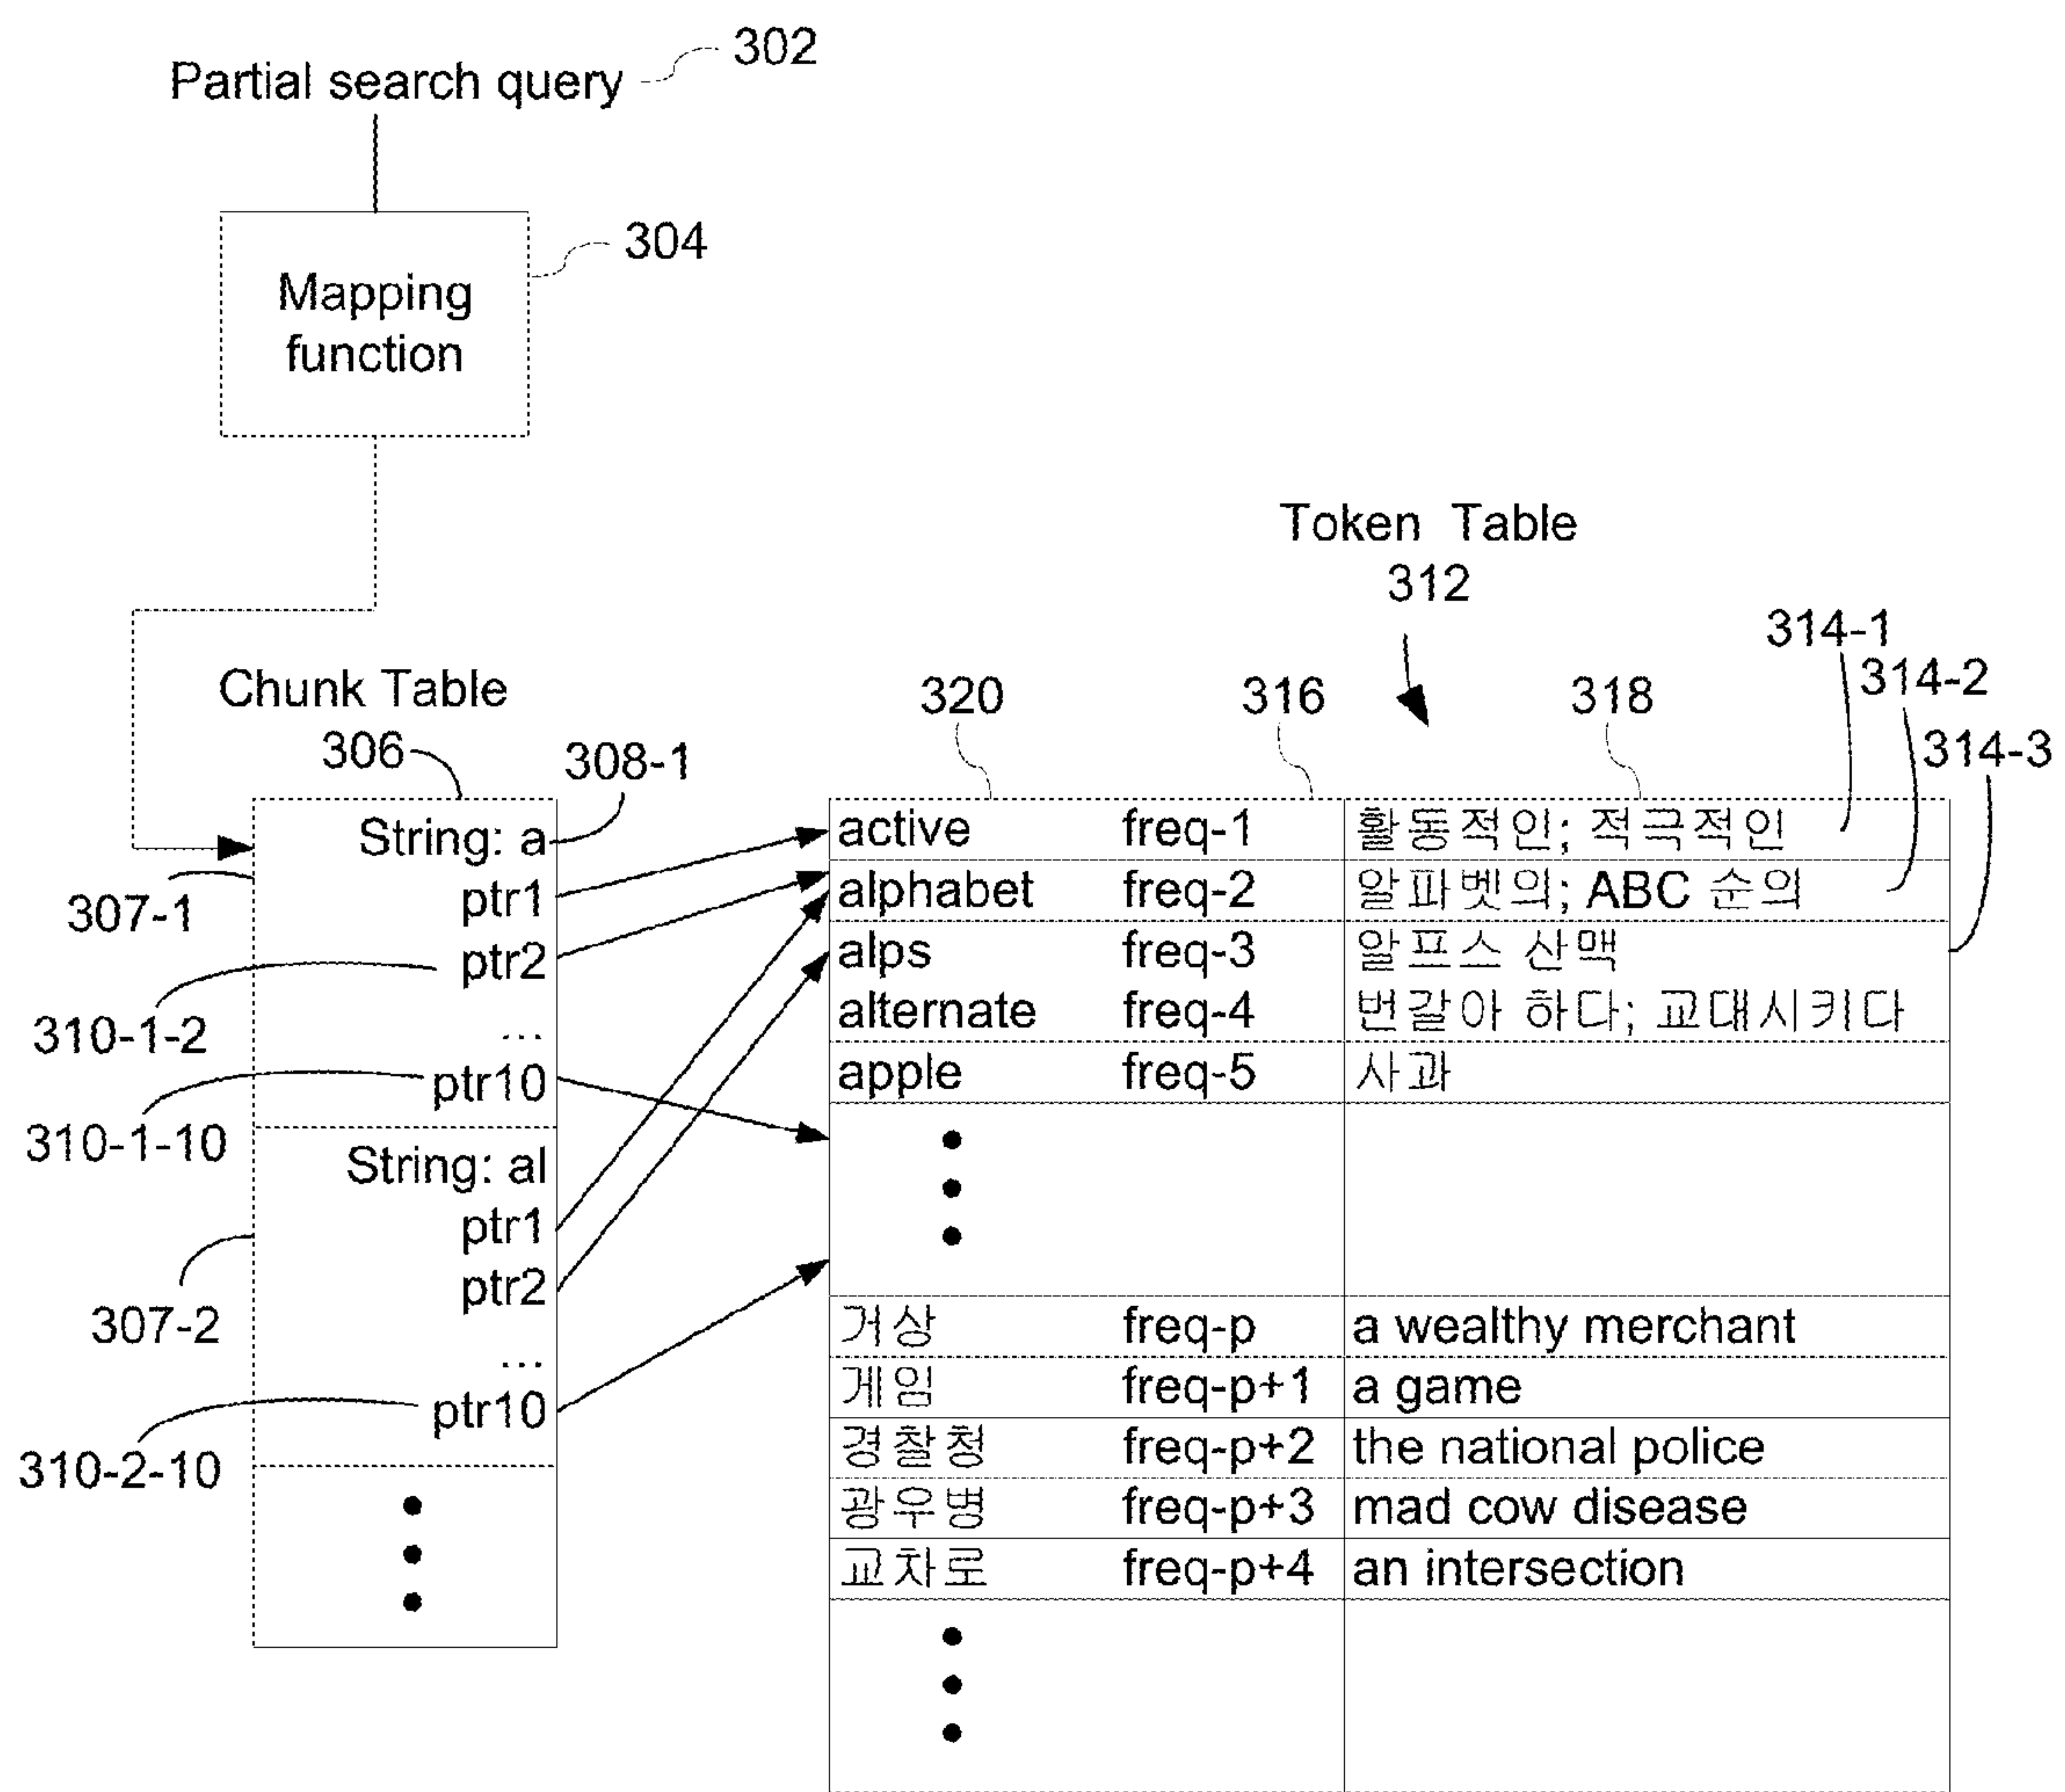 302
Partial search query
304
Mapping
function
Token Table
312
314-1
314-2
314-3
Chunk Table
306
308-1
320 316 318
String: a
ptr1
ptr2
...
ptr10
307-1
310-1-2
310-1-10
String: al
ptr1
ptr2
...
ptr10
307-2
310-2-10
active freq-1 활동적인; 적극적인
alphabet freq-2 알파벳의; ABC 순의
alps freq-3 알프스 산맥
alternate freq-4 번갈아 하다; 교대시키다
apple freq-5 사과
거상 freq-p a wealthy merchant
게임 freq-p+1 a game
경찰청 freq-p+2 the national police
광우병 freq-p+3 mad cow disease
교차로 freq-p+4 an intersection